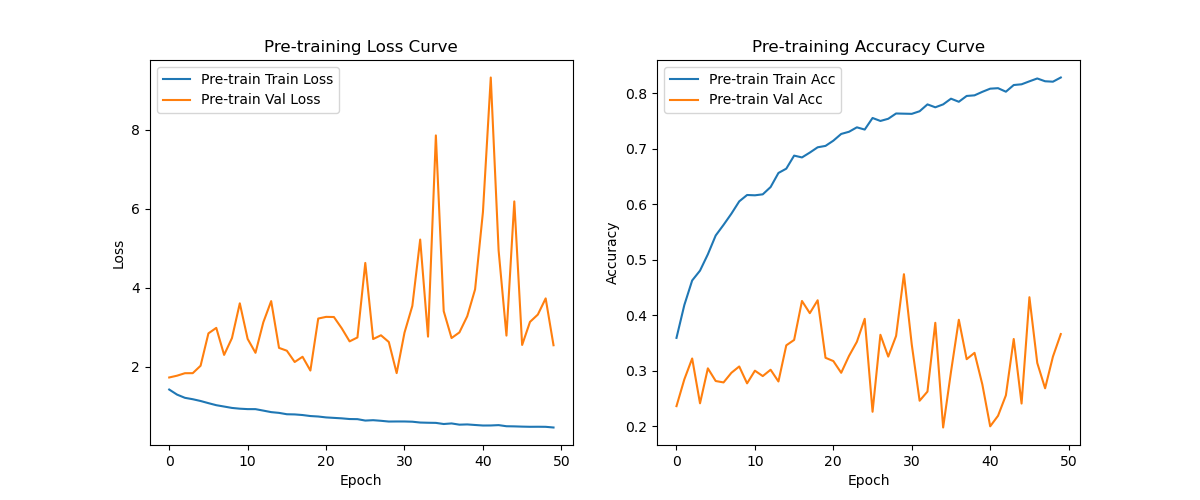 Pre-training Loss Curve
Pre-train Train Loss
Pre-train Val Loss
Loss
8
6
4
2
0
10
20
30
40
50
Epoch
Pre-training Accuracy Curve
Pre-train Train Acc
Pre-train Val Acc
Accuracy
0.8
0.7
0.6
0.5
0.4
0.3
0.2
0
10
20
30
40
50
Epoch